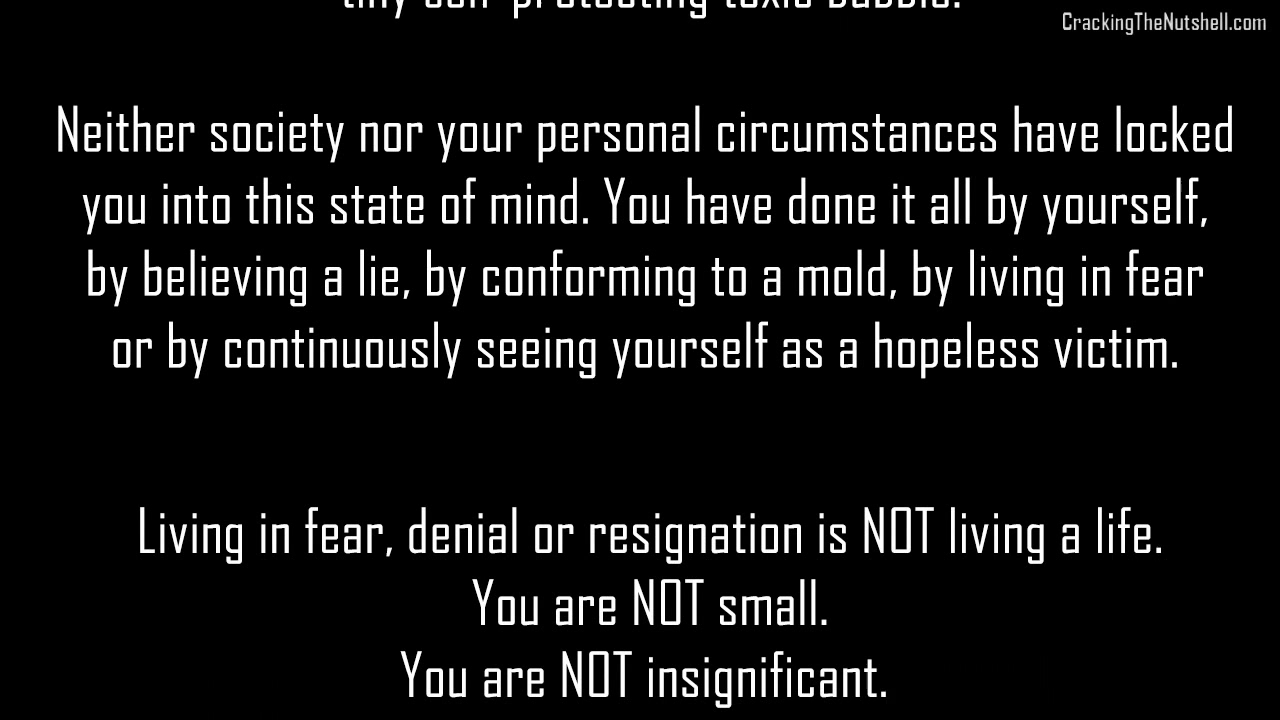 CrackingTheNutshell.com
Neither society nor your personal circumstances have locked
you into this state of mind. You have done it all by yourself,
by believing a lie, by conforming to a mold, by living in fear
or by continuously seeing yourself as a hopeless victim.
Living in fear, denial or resignation is NOT living a life.
You are NOT small.
You are NOT insignificant.